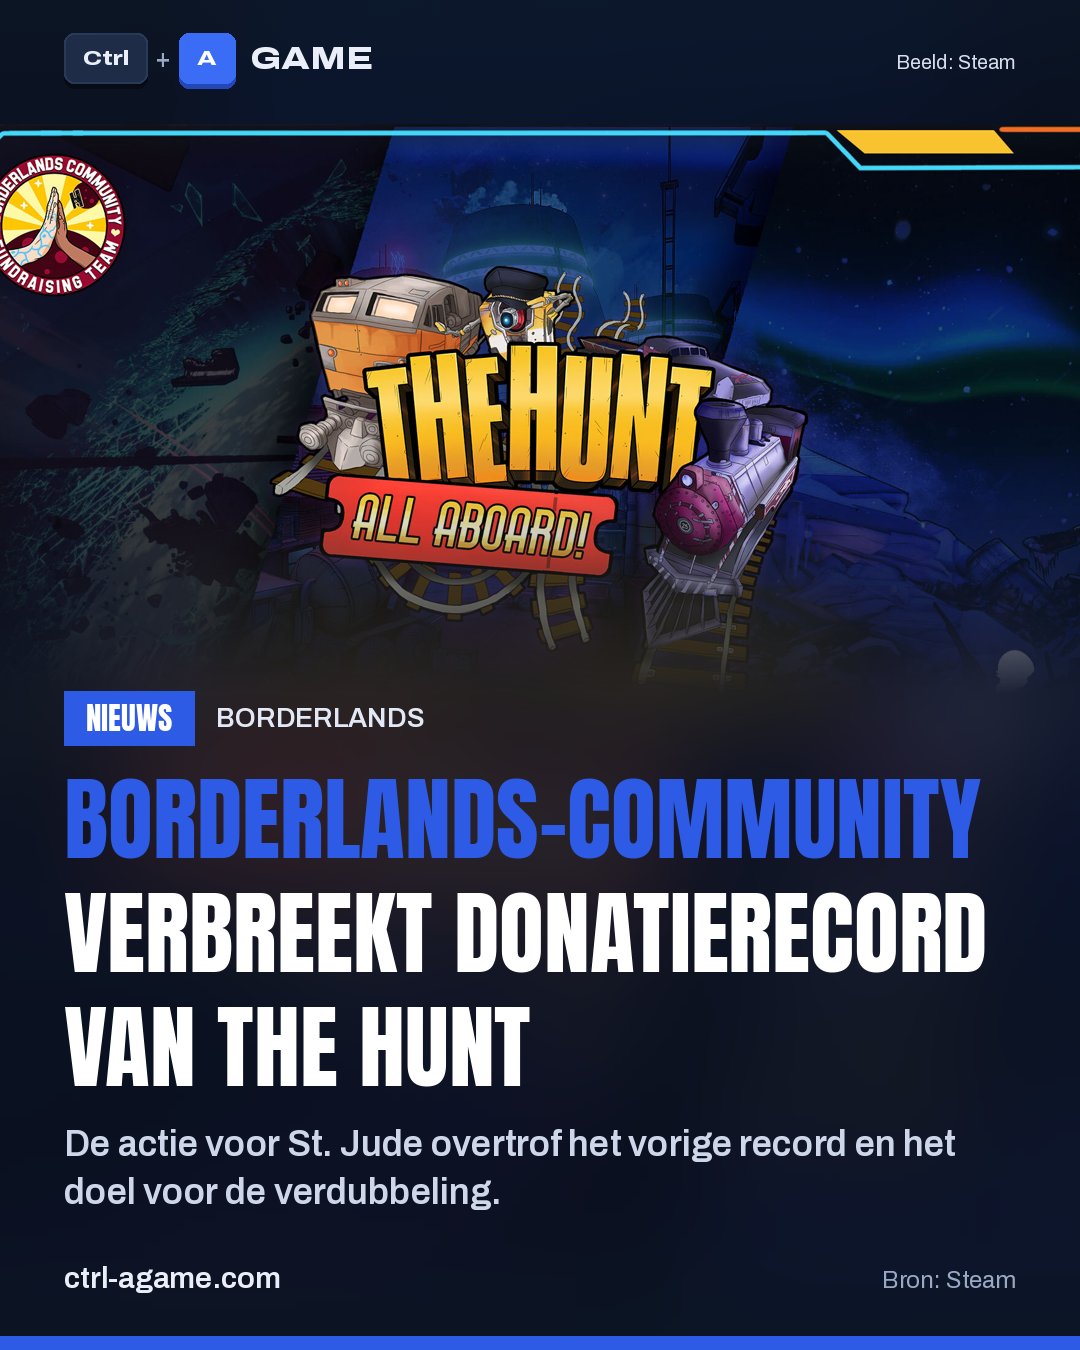 Ctrl + A GAME
Beeld: Steam
BORDERLANDS COMMUNITY
FUNDRAISING TEAM
THE HUNT
ALL ABOARD!
NIEUWS BORDERLANDS
BORDERLANDS-COMMUNITY
VERBREEKT DONATIERECORD
VAN THE HUNT
De actie voor St. Jude overtrof het vorige record en het
doel voor de verdubbeling.
ctrl-agame.com
Bron: Steam